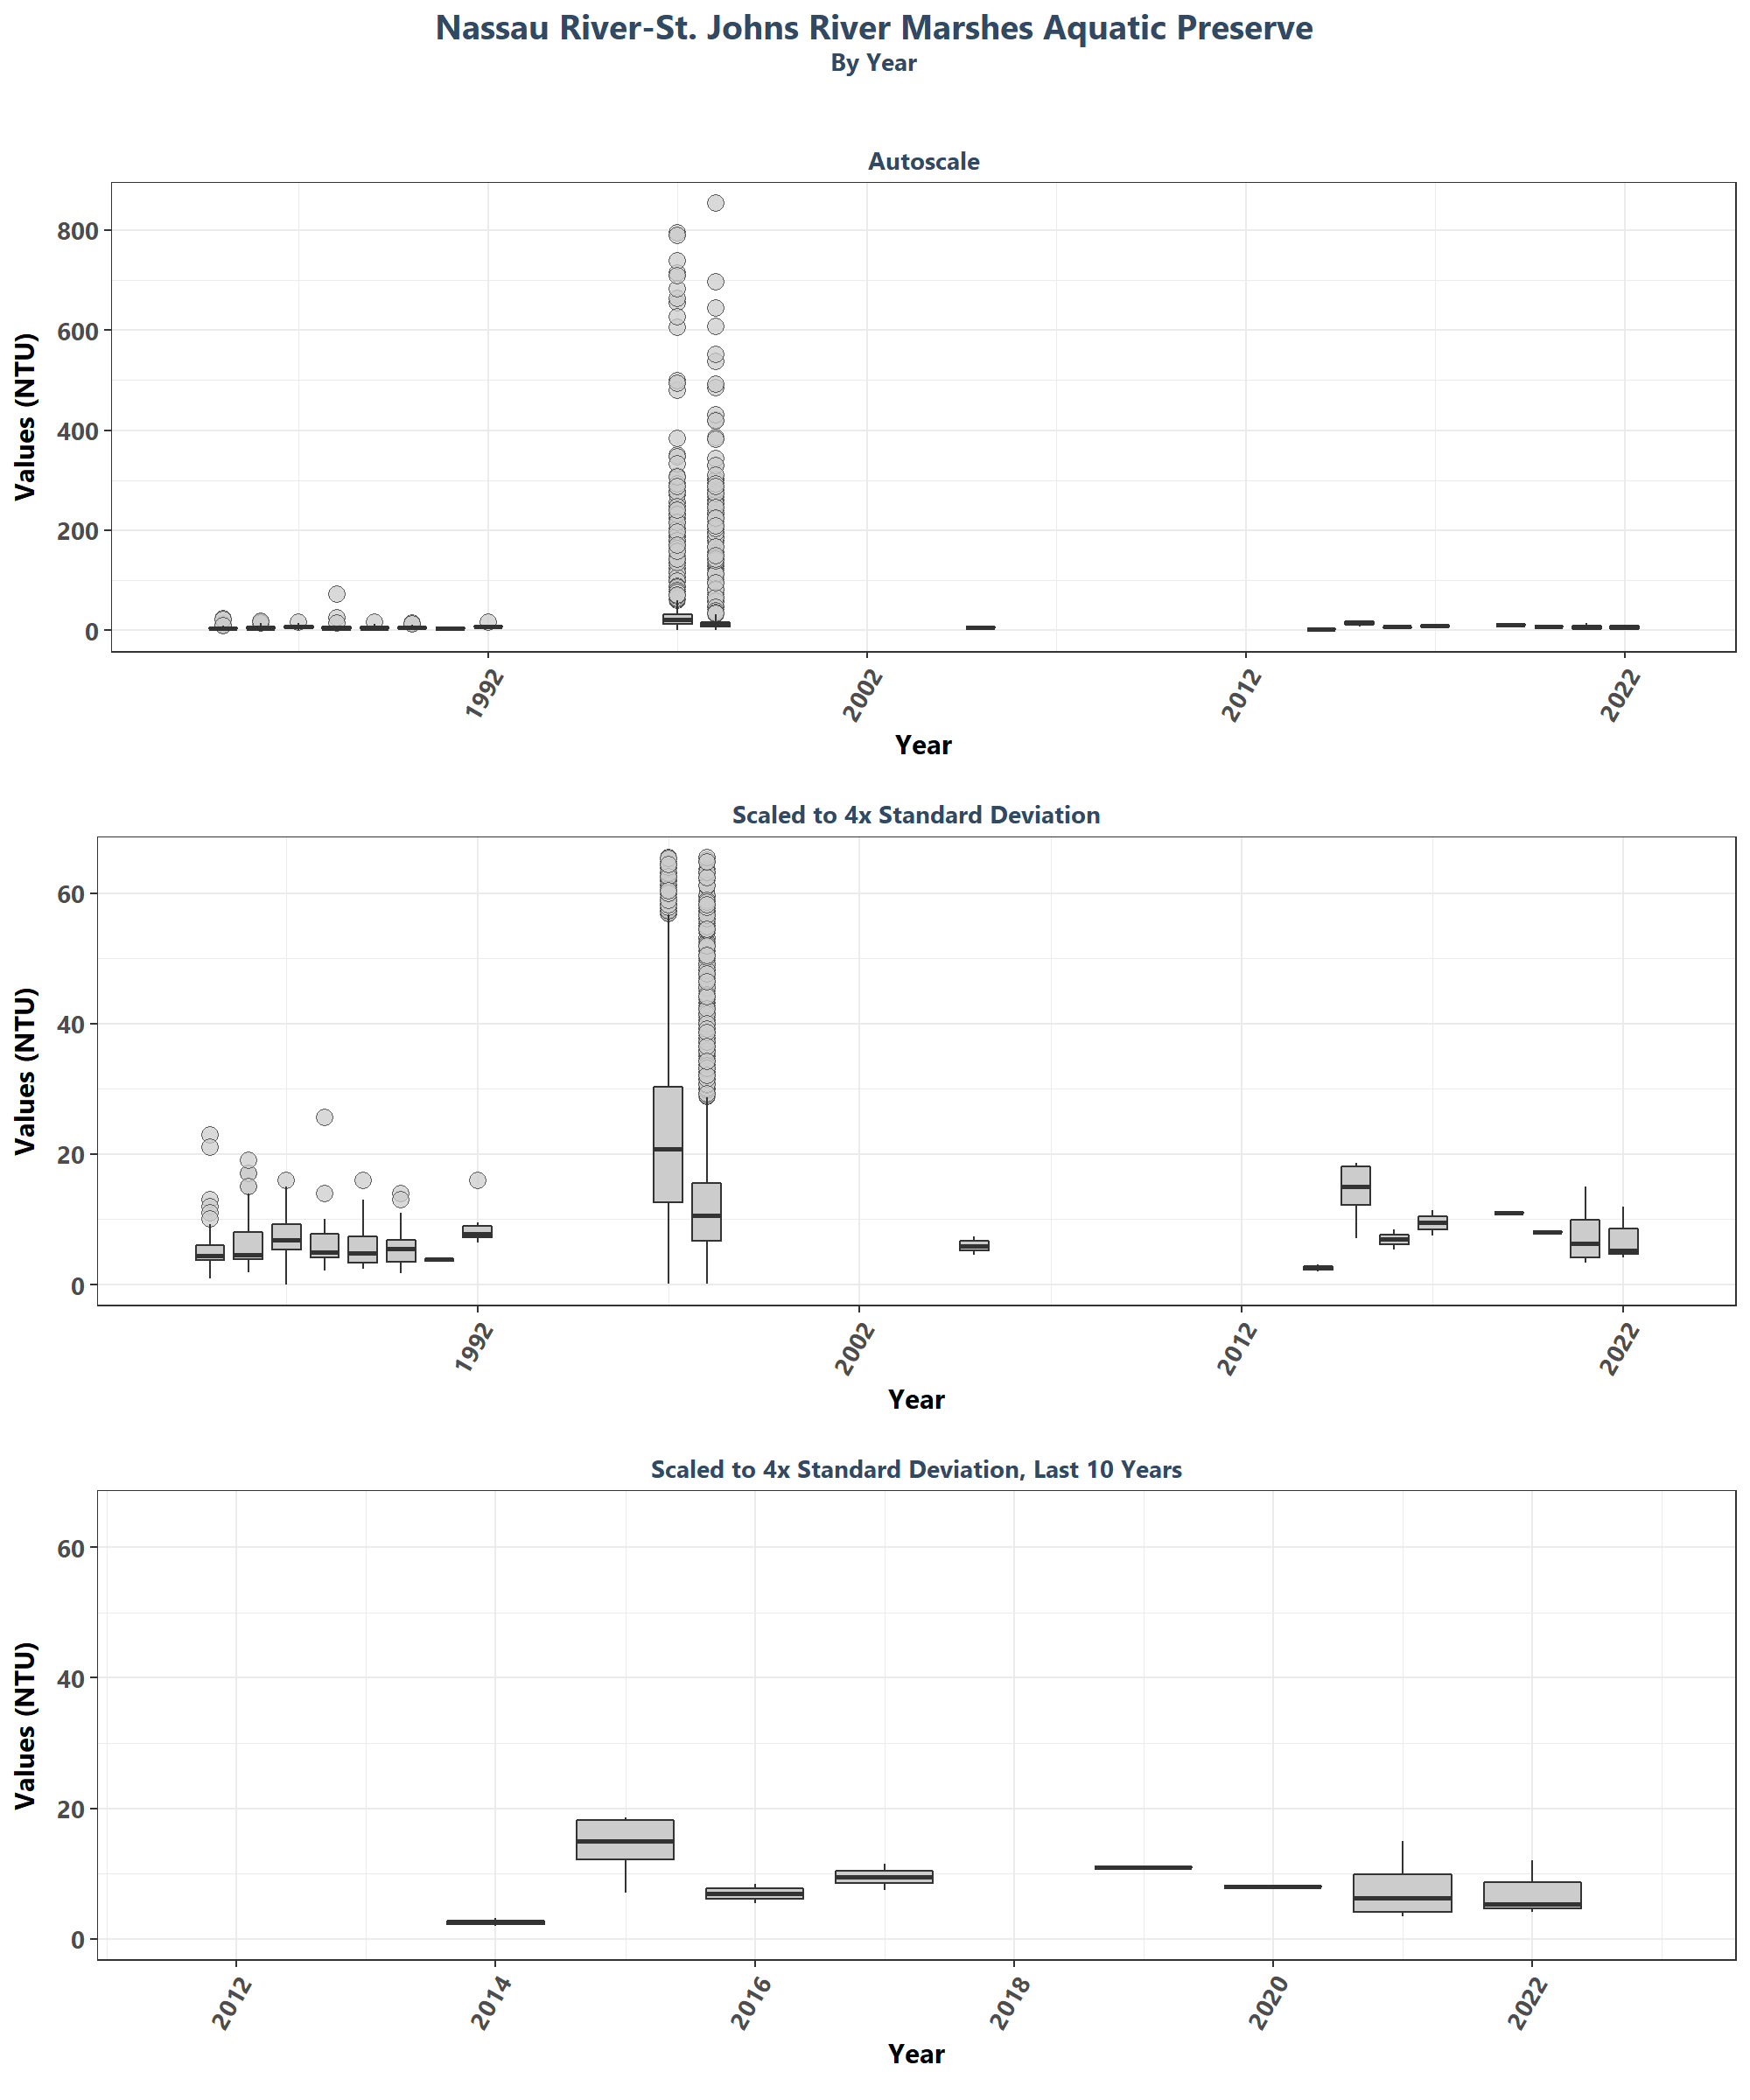 Nassau River-St. Johns River Marshes Aquatic Preserve
By Year
Autoscale
Values (NTU)
800
600
400
200
0
1992
2002
2012
2022
Year
Scaled to 4x Standard Deviation
Values (NTU)
60
40
20
0
1992
2002
2012
2022
Year
Scaled to 4x Standard Deviation, Last 10 Years
Values (NTU)
60
40
20
0
2012
2014
2016
2018
2020
2022
Year